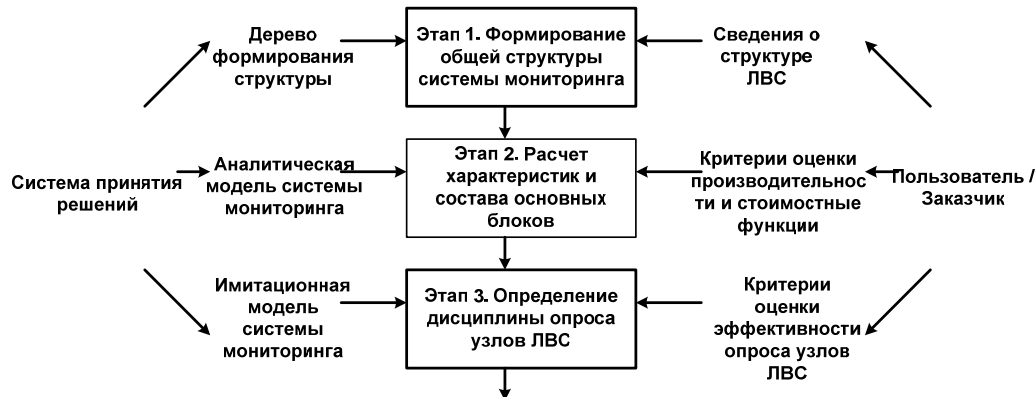 Дерево
формирования
структуры
Этап 1. Формирование
общей структуры
системы мониторинга
Сведения о
структуре
ЛВС
Система принятия
решений
Аналитическая
модель системы
мониторинга
Этап 2. Расчет
характеристик и
состава основных
блоков
Критерии оценки
производительнос
ти и стоимостные
функции
Пользователь /
Заказчик
Имитационная
модель
системы
мониторинга
Этап 3. Определение
дисциплины опроса
узлов ЛВС
Критерии
оценки
эффективности
опроса узлов
ЛВС